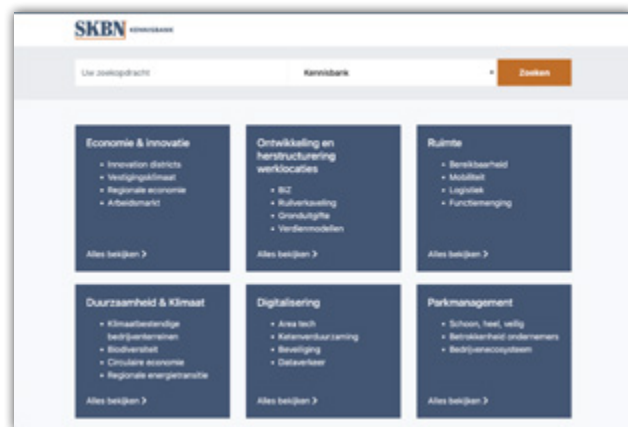 SKBN KENNISBANK
Uw zoekopdracht
Kennisbank
Zoeken
Economie & innovatie
• Innovation districts
• Vestigingsklimaat
• Regionale economie
• Arbeidsmarkt
Alles bekijken >
Ontwikkeling en
herstructurering
werklocaties
• BIZ
• Ruilverkaveling
• Gronduitgifte
• Verdienmodellen
Alles bekijken >
Ruimte
• Bereikbaarheid
• Mobiliteit
• Logistiek
• Functiemenging
Alles bekijken >
Duurzaamheid & Klimaat
• Klimaatbestendige
bedrijventerreinen
• Biodiversiteit
• Circulaire economie
• Regionale energietransitie
Alles bekijken >
Digitalisering
• Area tech
• Ketenverduurzaming
• Beveiliging
• Dataverkeer
Alles bekijken >
Parkmanagement
• Schoon, heel, veilig
• Betrokkenheid ondernemers
• Bedrijvenecosysteem
Alles bekijken >